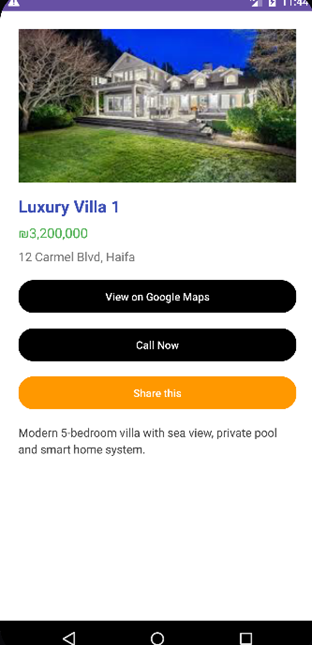 11:44
Luxury Villa 1
₪3,200,000
12 Carmel Blvd, Haifa
View on Google Maps
Call Now
Share this
Modern 5-bedroom villa with sea view, private pool
and smart home system.